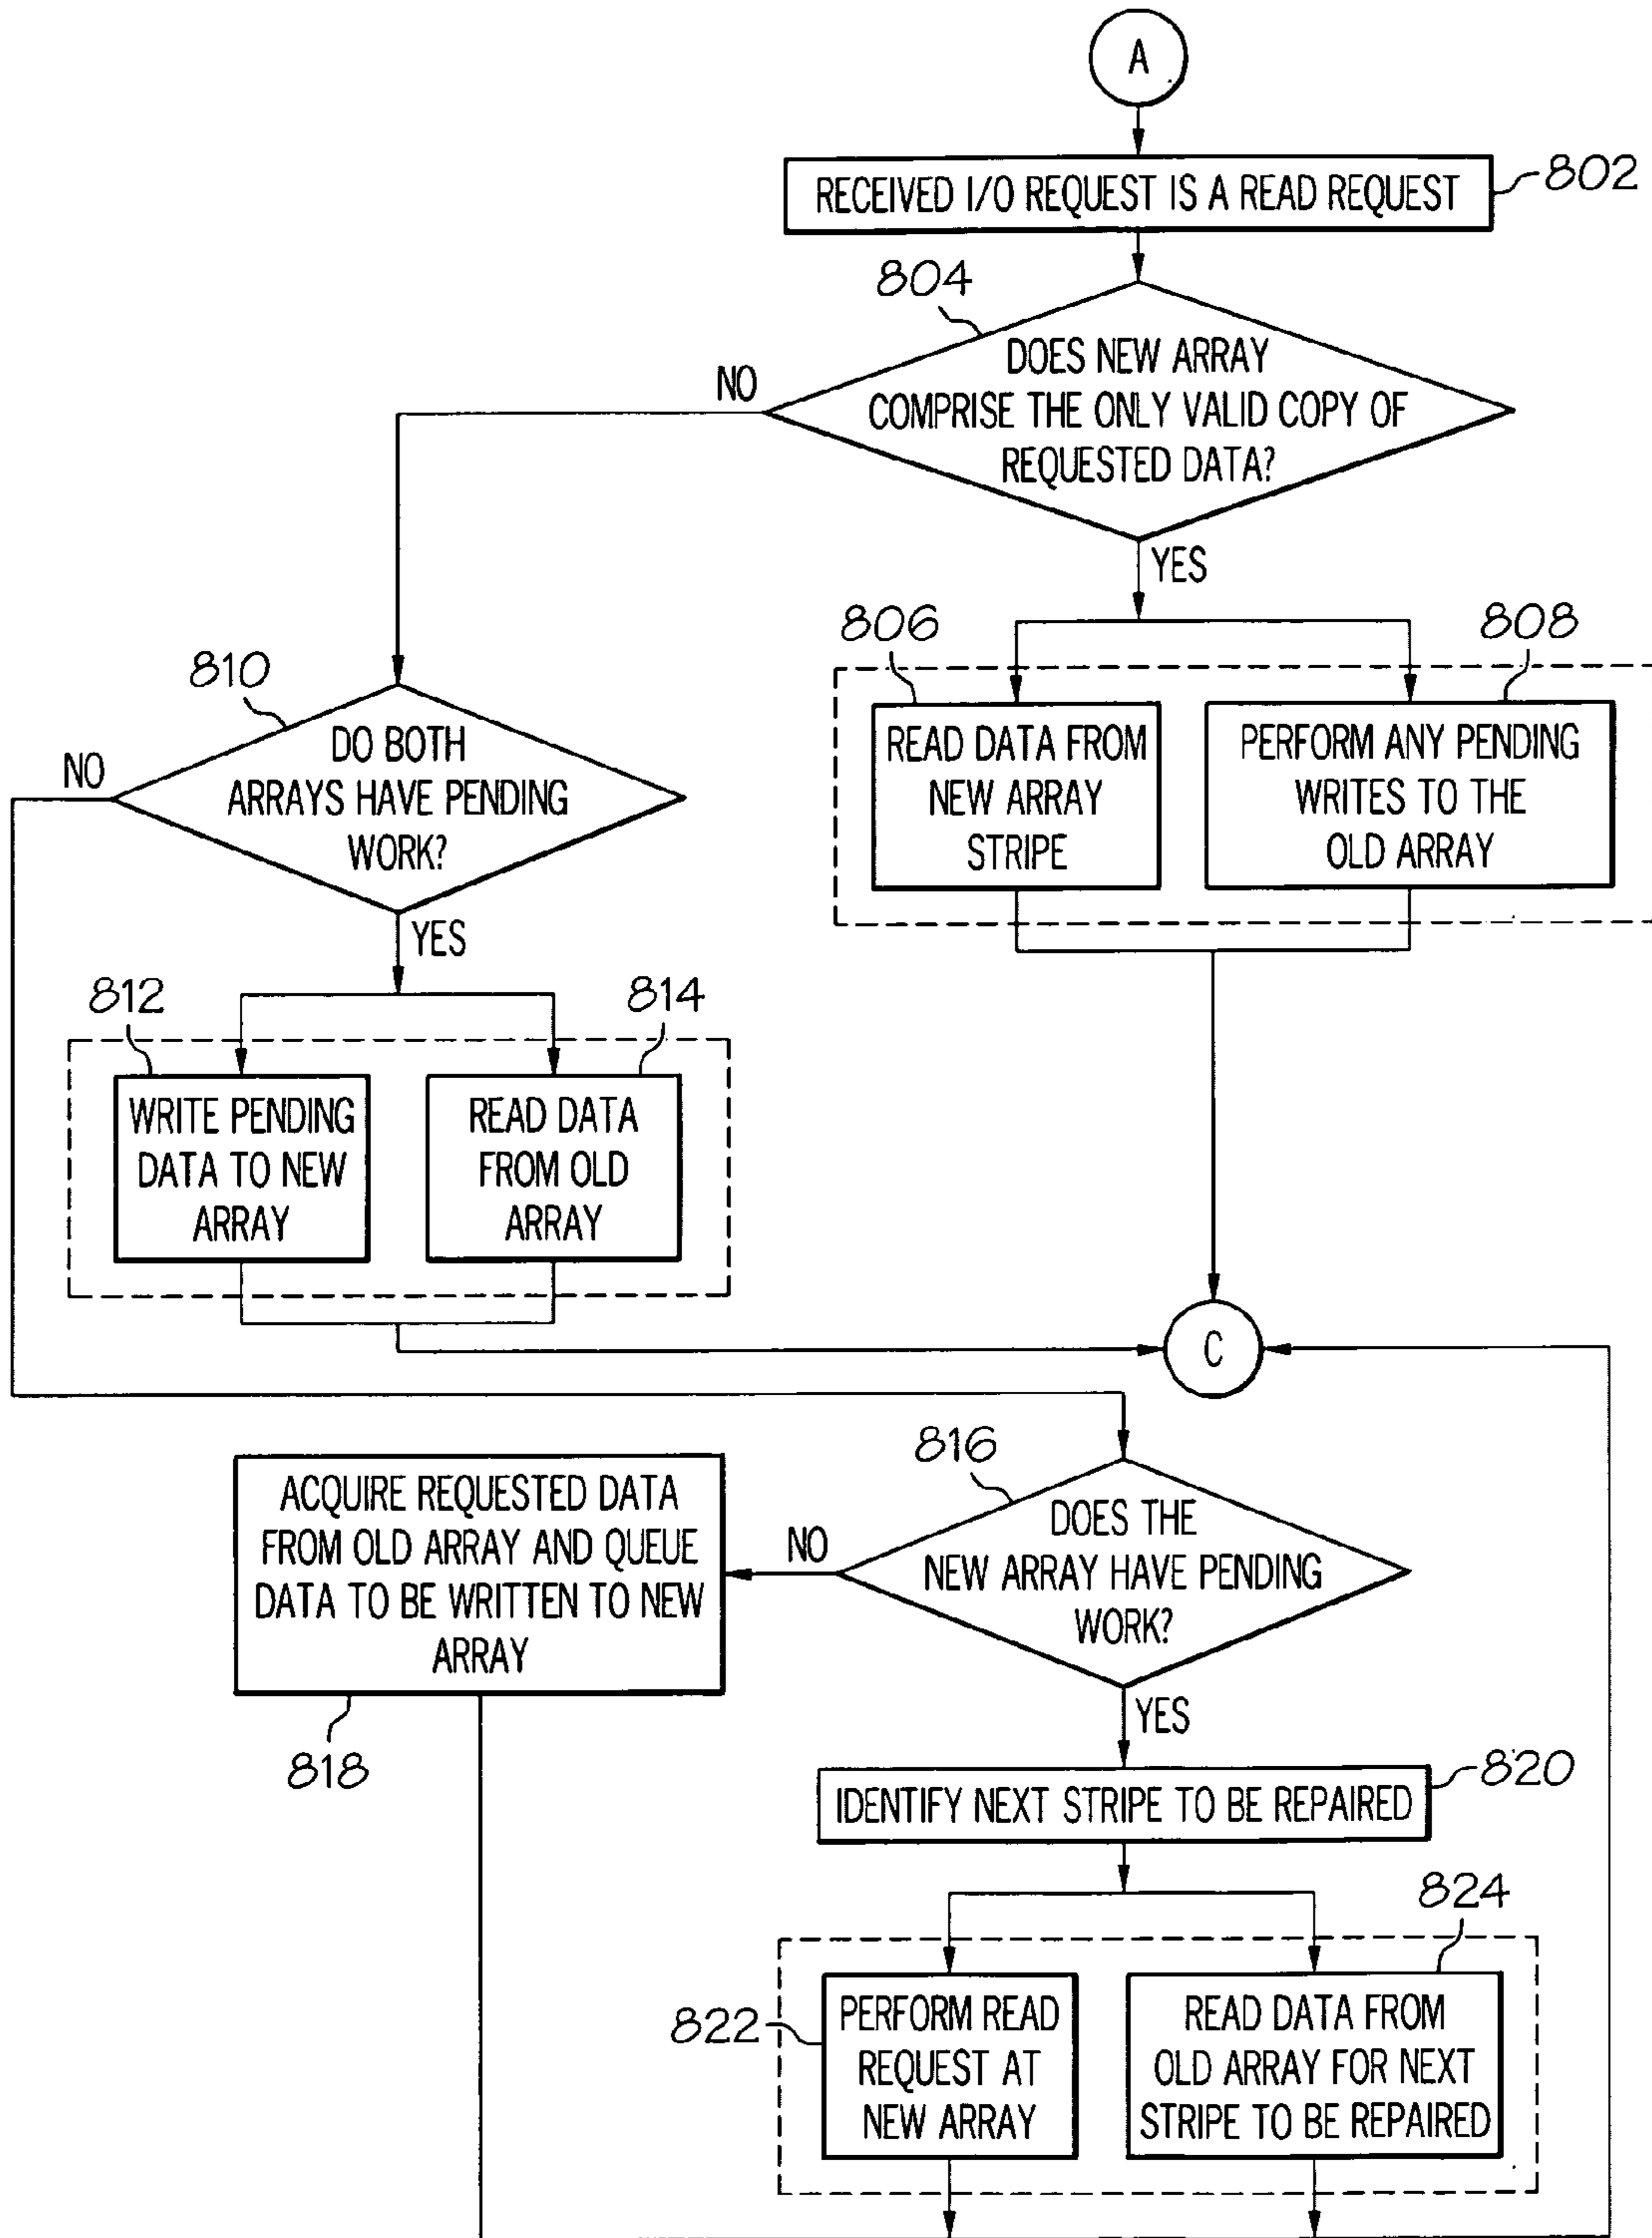 A
RECEIVED I/O REQUEST IS A READ REQUEST
802
804
DOES NEW ARRAY
COMPRISE THE ONLY VALID COPY OF
REQUESTED DATA?
NO
YES
806
808
READ DATA FROM
NEW ARRAY
STRIPE
PERFORM ANY PENDING
WRITES TO THE
OLD ARRAY
810
DO BOTH
ARRAYS HAVE PENDING
WORK?
NO
YES
812
814
WRITE PENDING
DATA TO NEW
ARRAY
READ DATA
FROM OLD
ARRAY
C
816
DOES THE
NEW ARRAY HAVE PENDING
WORK?
NO
ACQUIRE REQUESTED DATA
FROM OLD ARRAY AND QUEUE
DATA TO BE WRITTEN TO NEW
ARRAY
818
YES
820
IDENTIFY NEXT STRIPE TO BE REPAIRED
824
822
PERFORM READ
REQUEST AT
NEW ARRAY
READ DATA FROM
OLD ARRAY FOR NEXT
STRIPE TO BE REPAIRED